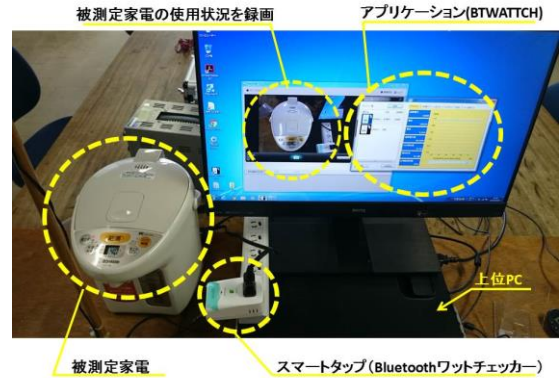 被測定家電の使用状況を録画
アプリケーション(BTWATTCH)
上位PC
被測定家電
スマートタップ(Bluetoothワットチェッカー)